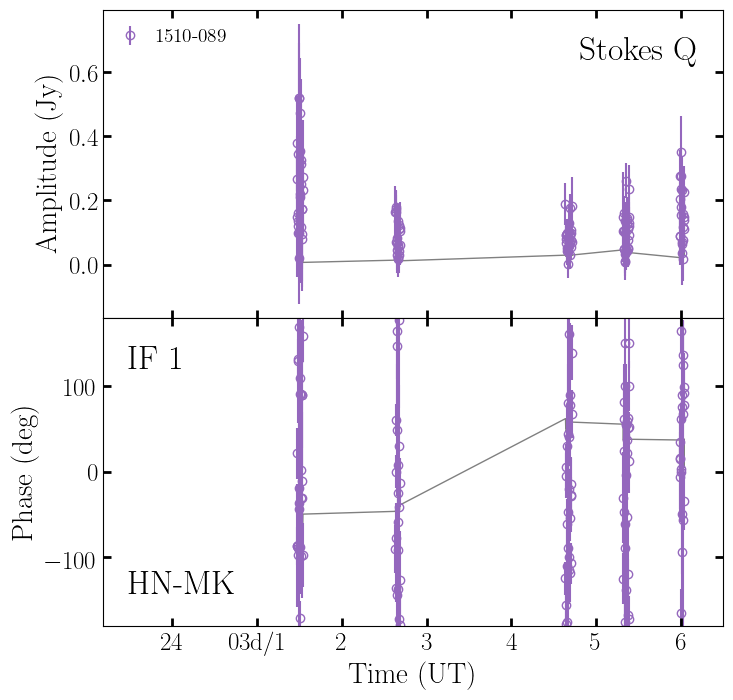 1510-089
Stokes Q
Amplitude (Jy)
0.6
0.4
0.2
0.0
IF 1
HN-MK
Phase (deg)
100
0
−100
24 03d/1 2 3 4 5 6
Time (UT)